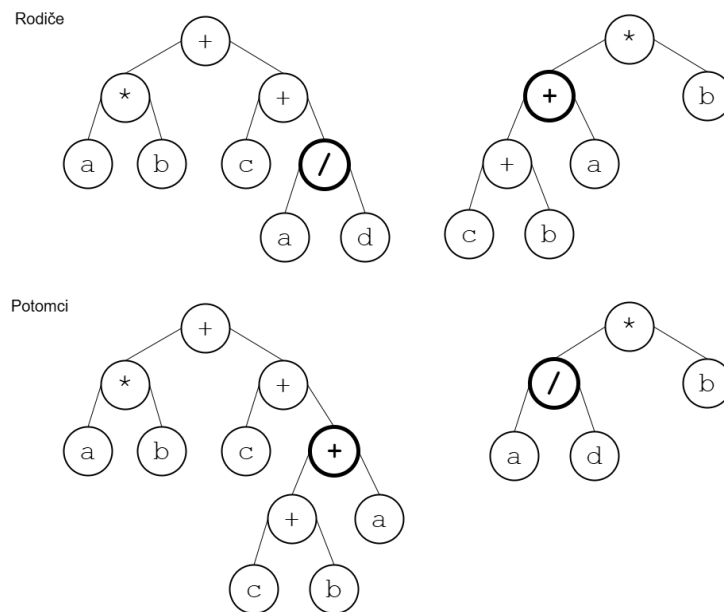 Rodiče
+ *
* + + b
a b c / + a
a d c b
Potomci
+ *
* + / b
a b c + a d
+ a
c b